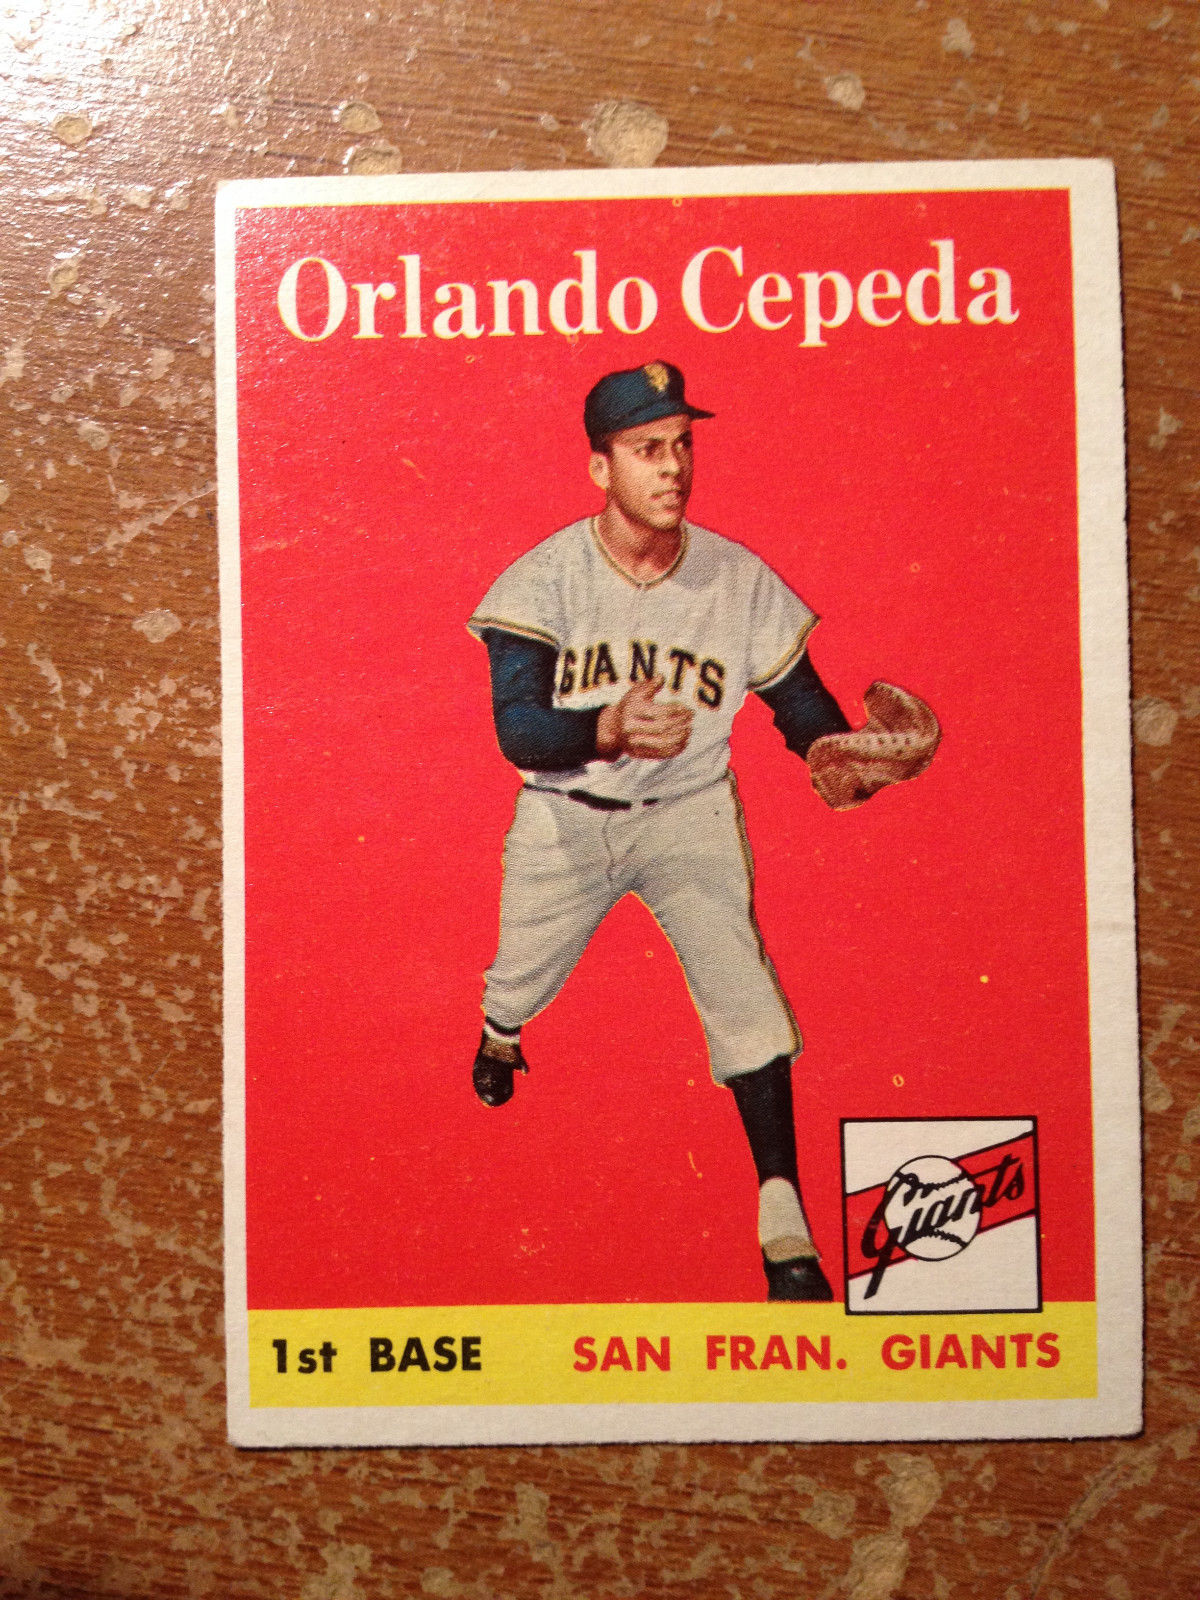 Orlando Cepeda
GIANTS
Giants
1st BASE SAN FRAN. GIANTS